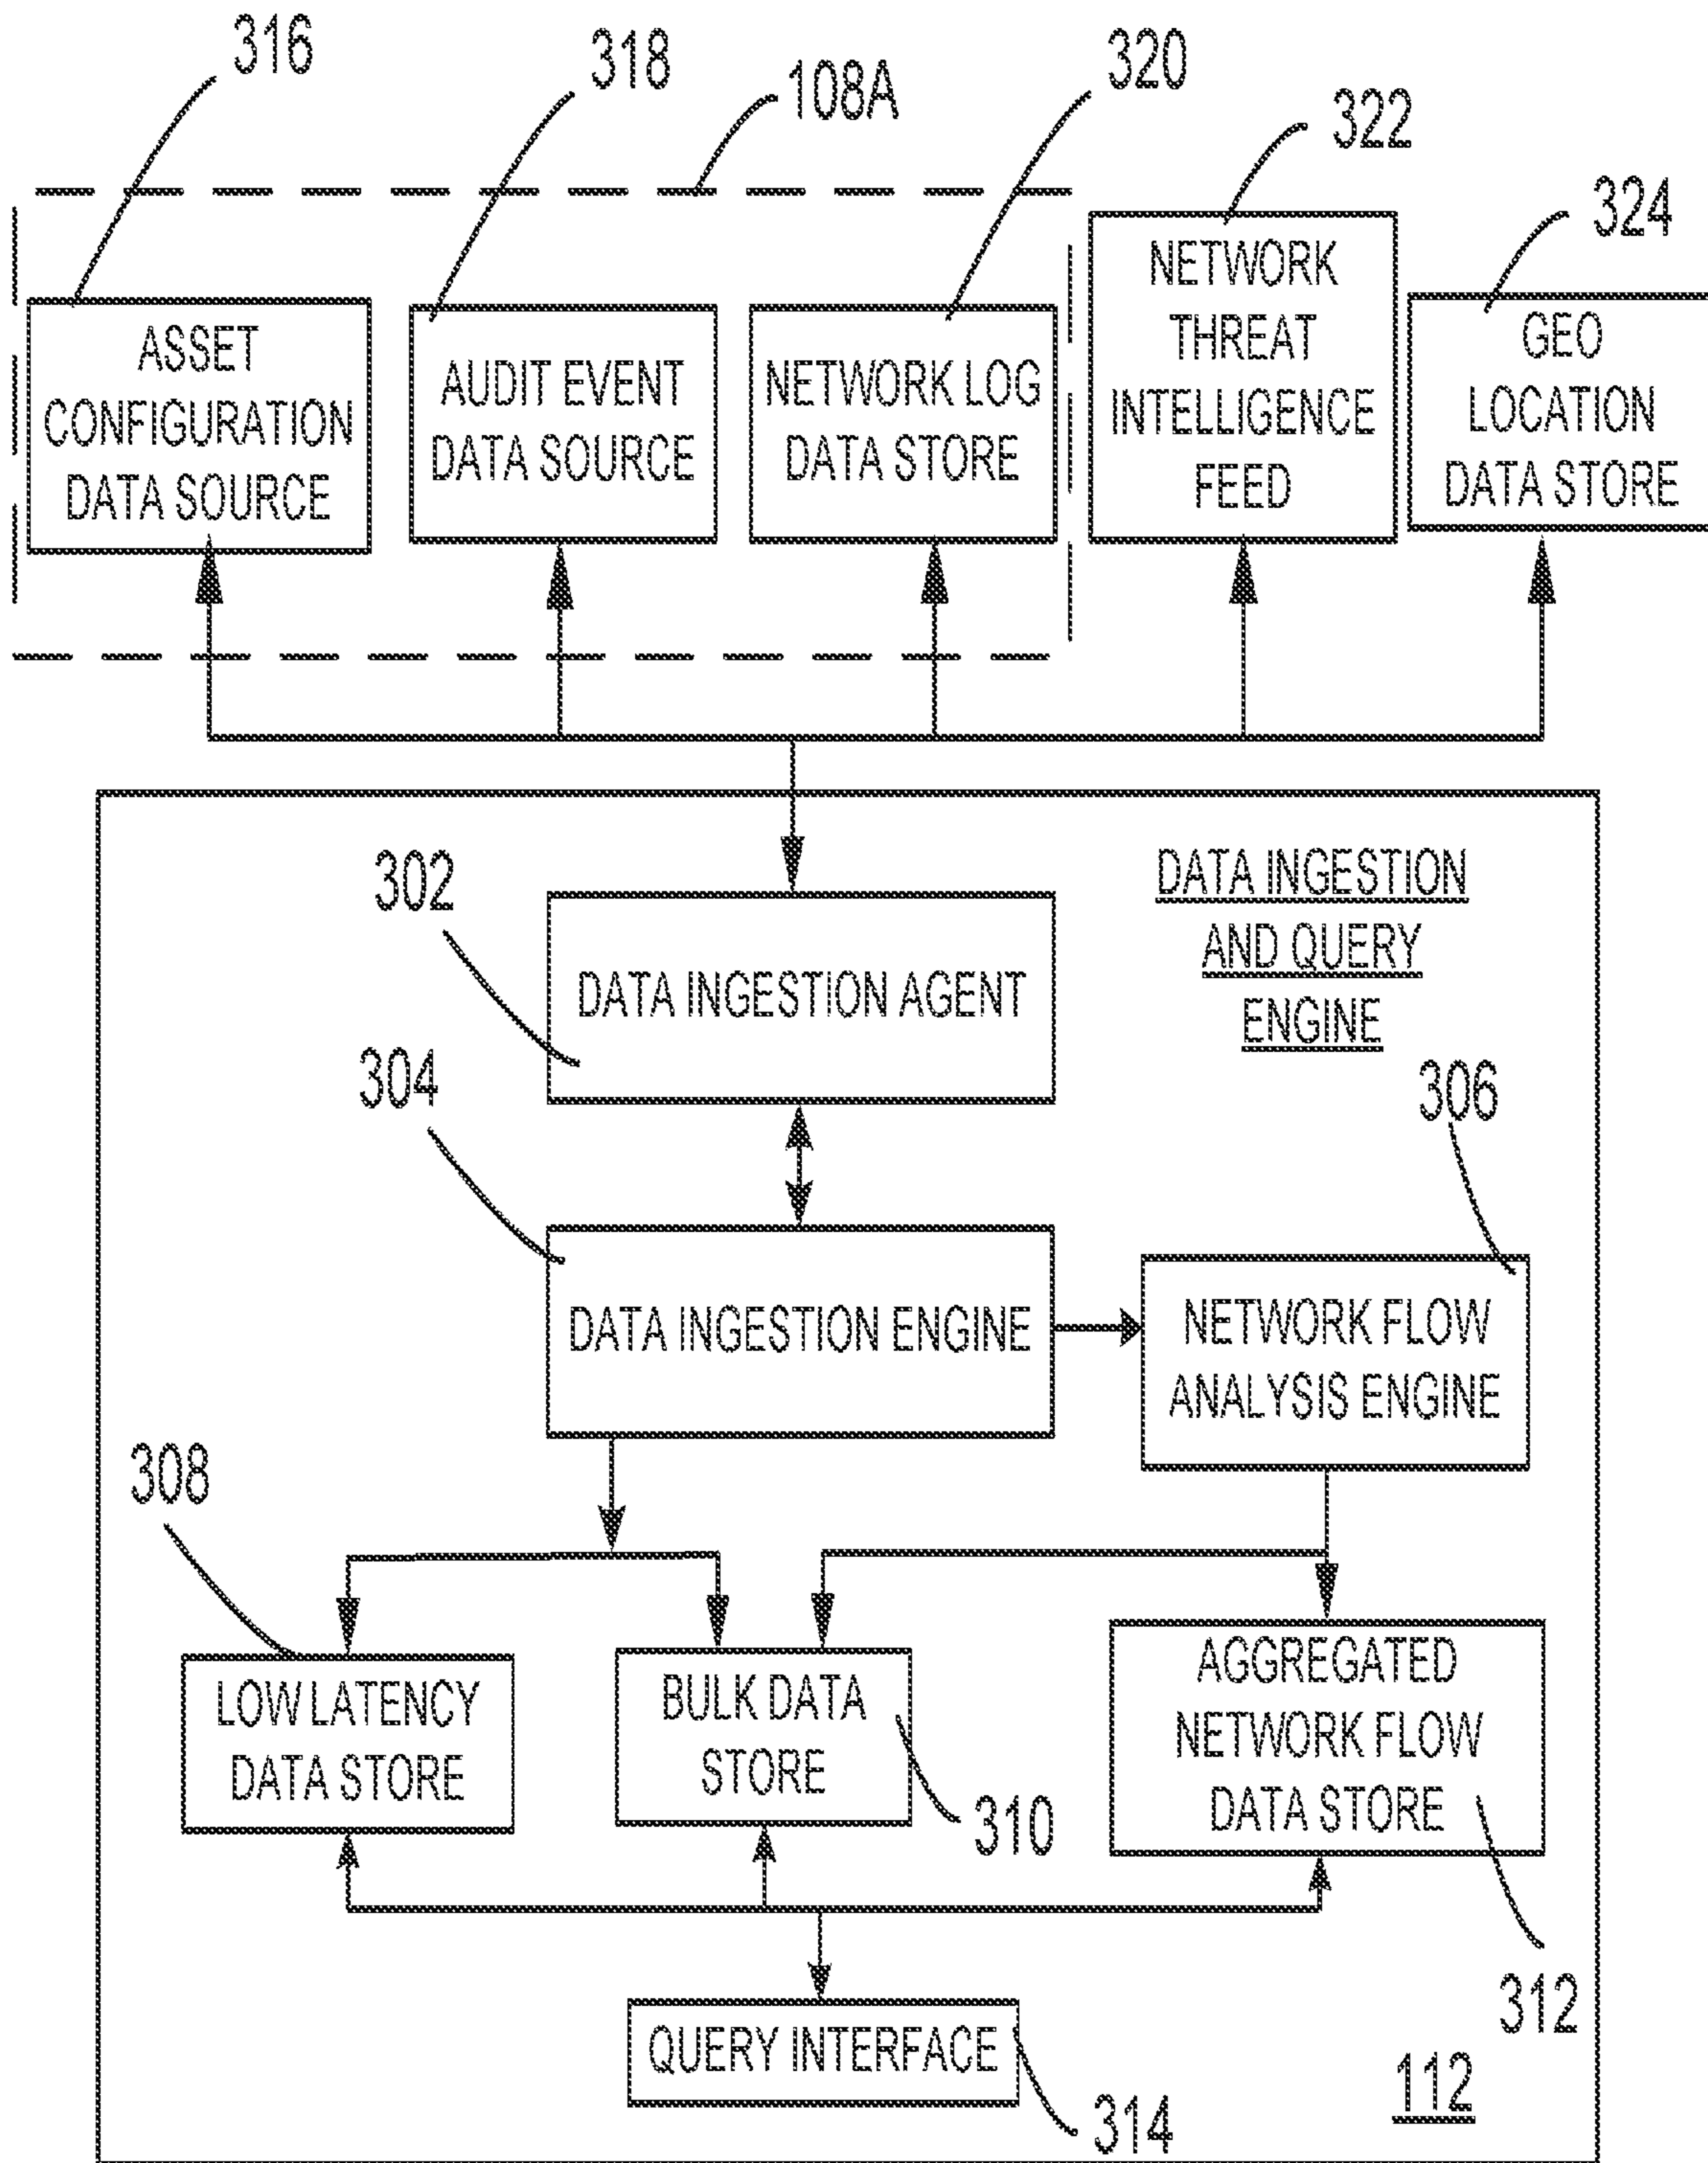 316
318
108A
320
322
324
ASSET
CONFIGURATION
DATA SOURCE
AUDIT EVENT
DATA SOURCE
NETWORK LOG
DATA STORE
NETWORK
THREAT
INTELLIGENCE
FEED
GEO
LOCATION
DATA STORE
DATA INGESTION
AND QUERY
ENGINE
302
DATA INGESTION AGENT
304
DATA INGESTION ENGINE
306
NETWORK FLOW
ANALYSIS ENGINE
308
LOW LATENCY
DATA STORE
BULK DATA
STORE
310
AGGREGATED
NETWORK FLOW
DATA STORE
312
QUERY INTERFACE
314
112